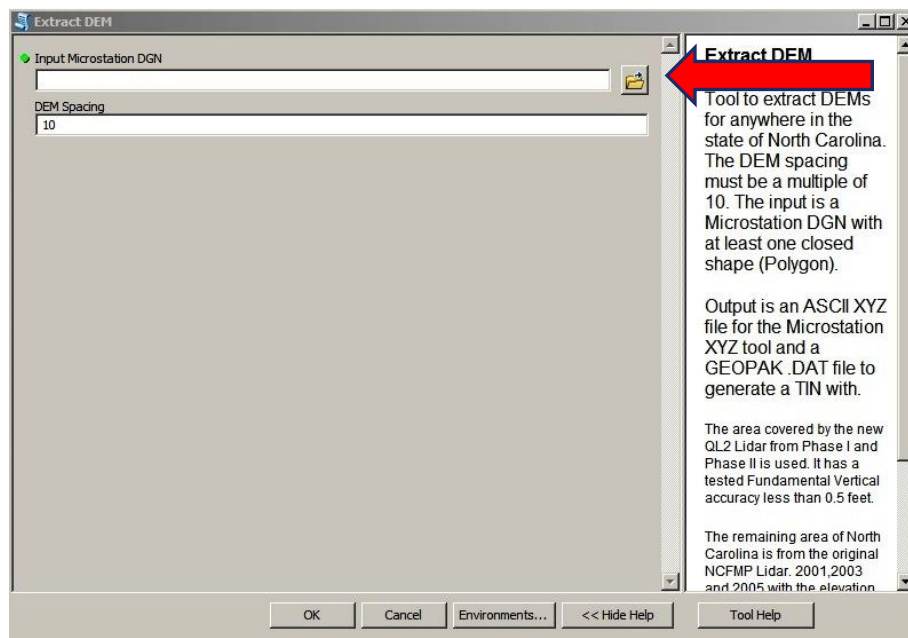 Extract DEM
Input Microstation DGN
DEM Spacing
10
Extract DEM
Tool to extract DEMs
for anywhere in the
state of North Carolina.
The DEM spacing
must be a multiple of
10. The input is a
Microstation DGN with
at least one closed
shape (Polygon).
Output is an ASCII XYZ
file for the Microstation
XYZ tool and a
GEOPAK .DAT file to
generate a TIN with.
The area covered by the new
QL2 Lidar from Phase I and
Phase II is used. It has a
tested Fundamental Vertical
accuracy less than 0.5 feet.
The remaining area of North
Carolina is from the original
NCFMP Lidar. 2001,2003
and 2005 with the elevation
OK
Cancel
Environments...
<< Hide Help
Tool Help